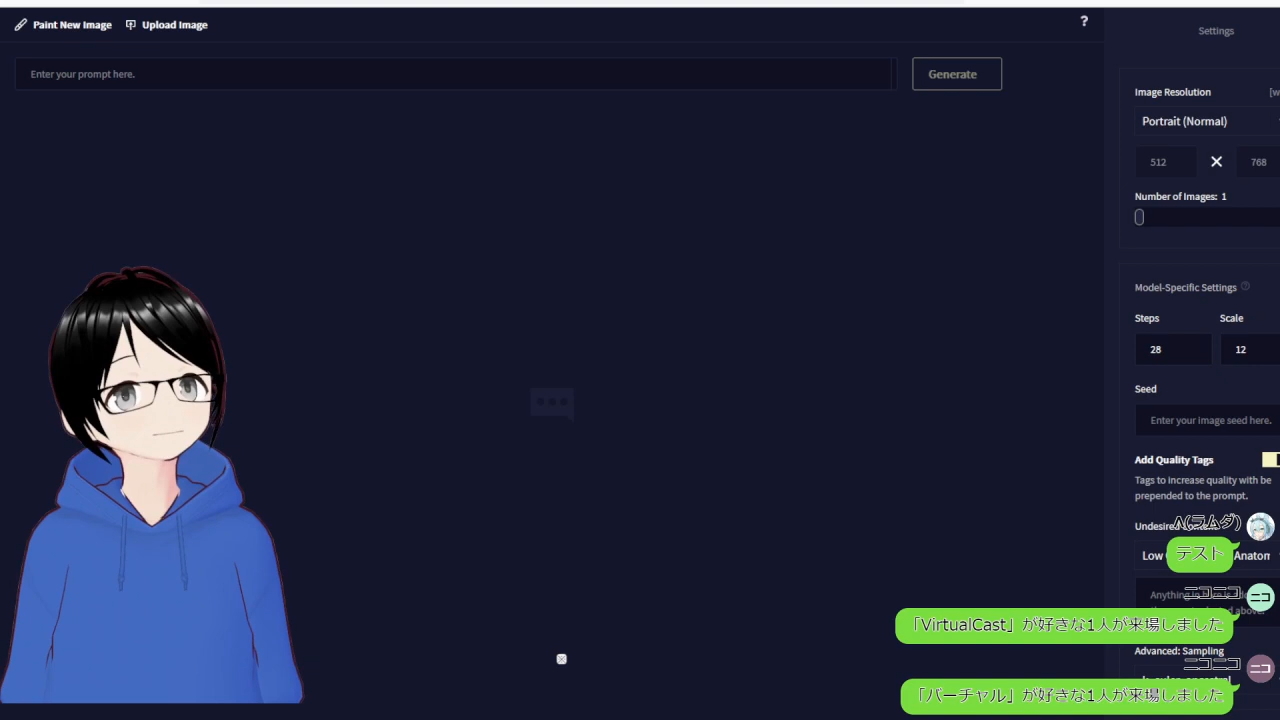 Paint New Image
Upload Image
?
Settings
Enter your prompt here.
Generate
Image Resolution
Portrait (Normal)
512
768
Number of Images: 1
Model-Specific Settings
Steps
Scale
28
12
Seed
Enter your image seed here.
Add Quality Tags
Tags to increase quality with be
prepended to the prompt.
Λ(ラムダ)
Low
テスト
Anatom
ニコニコ
ニコ
「VirtualCast」が好きな1人が来場しました
Advanced: Sampling
ニコニコ
ニコ
「バーチャル」が好きな1人が来場しました